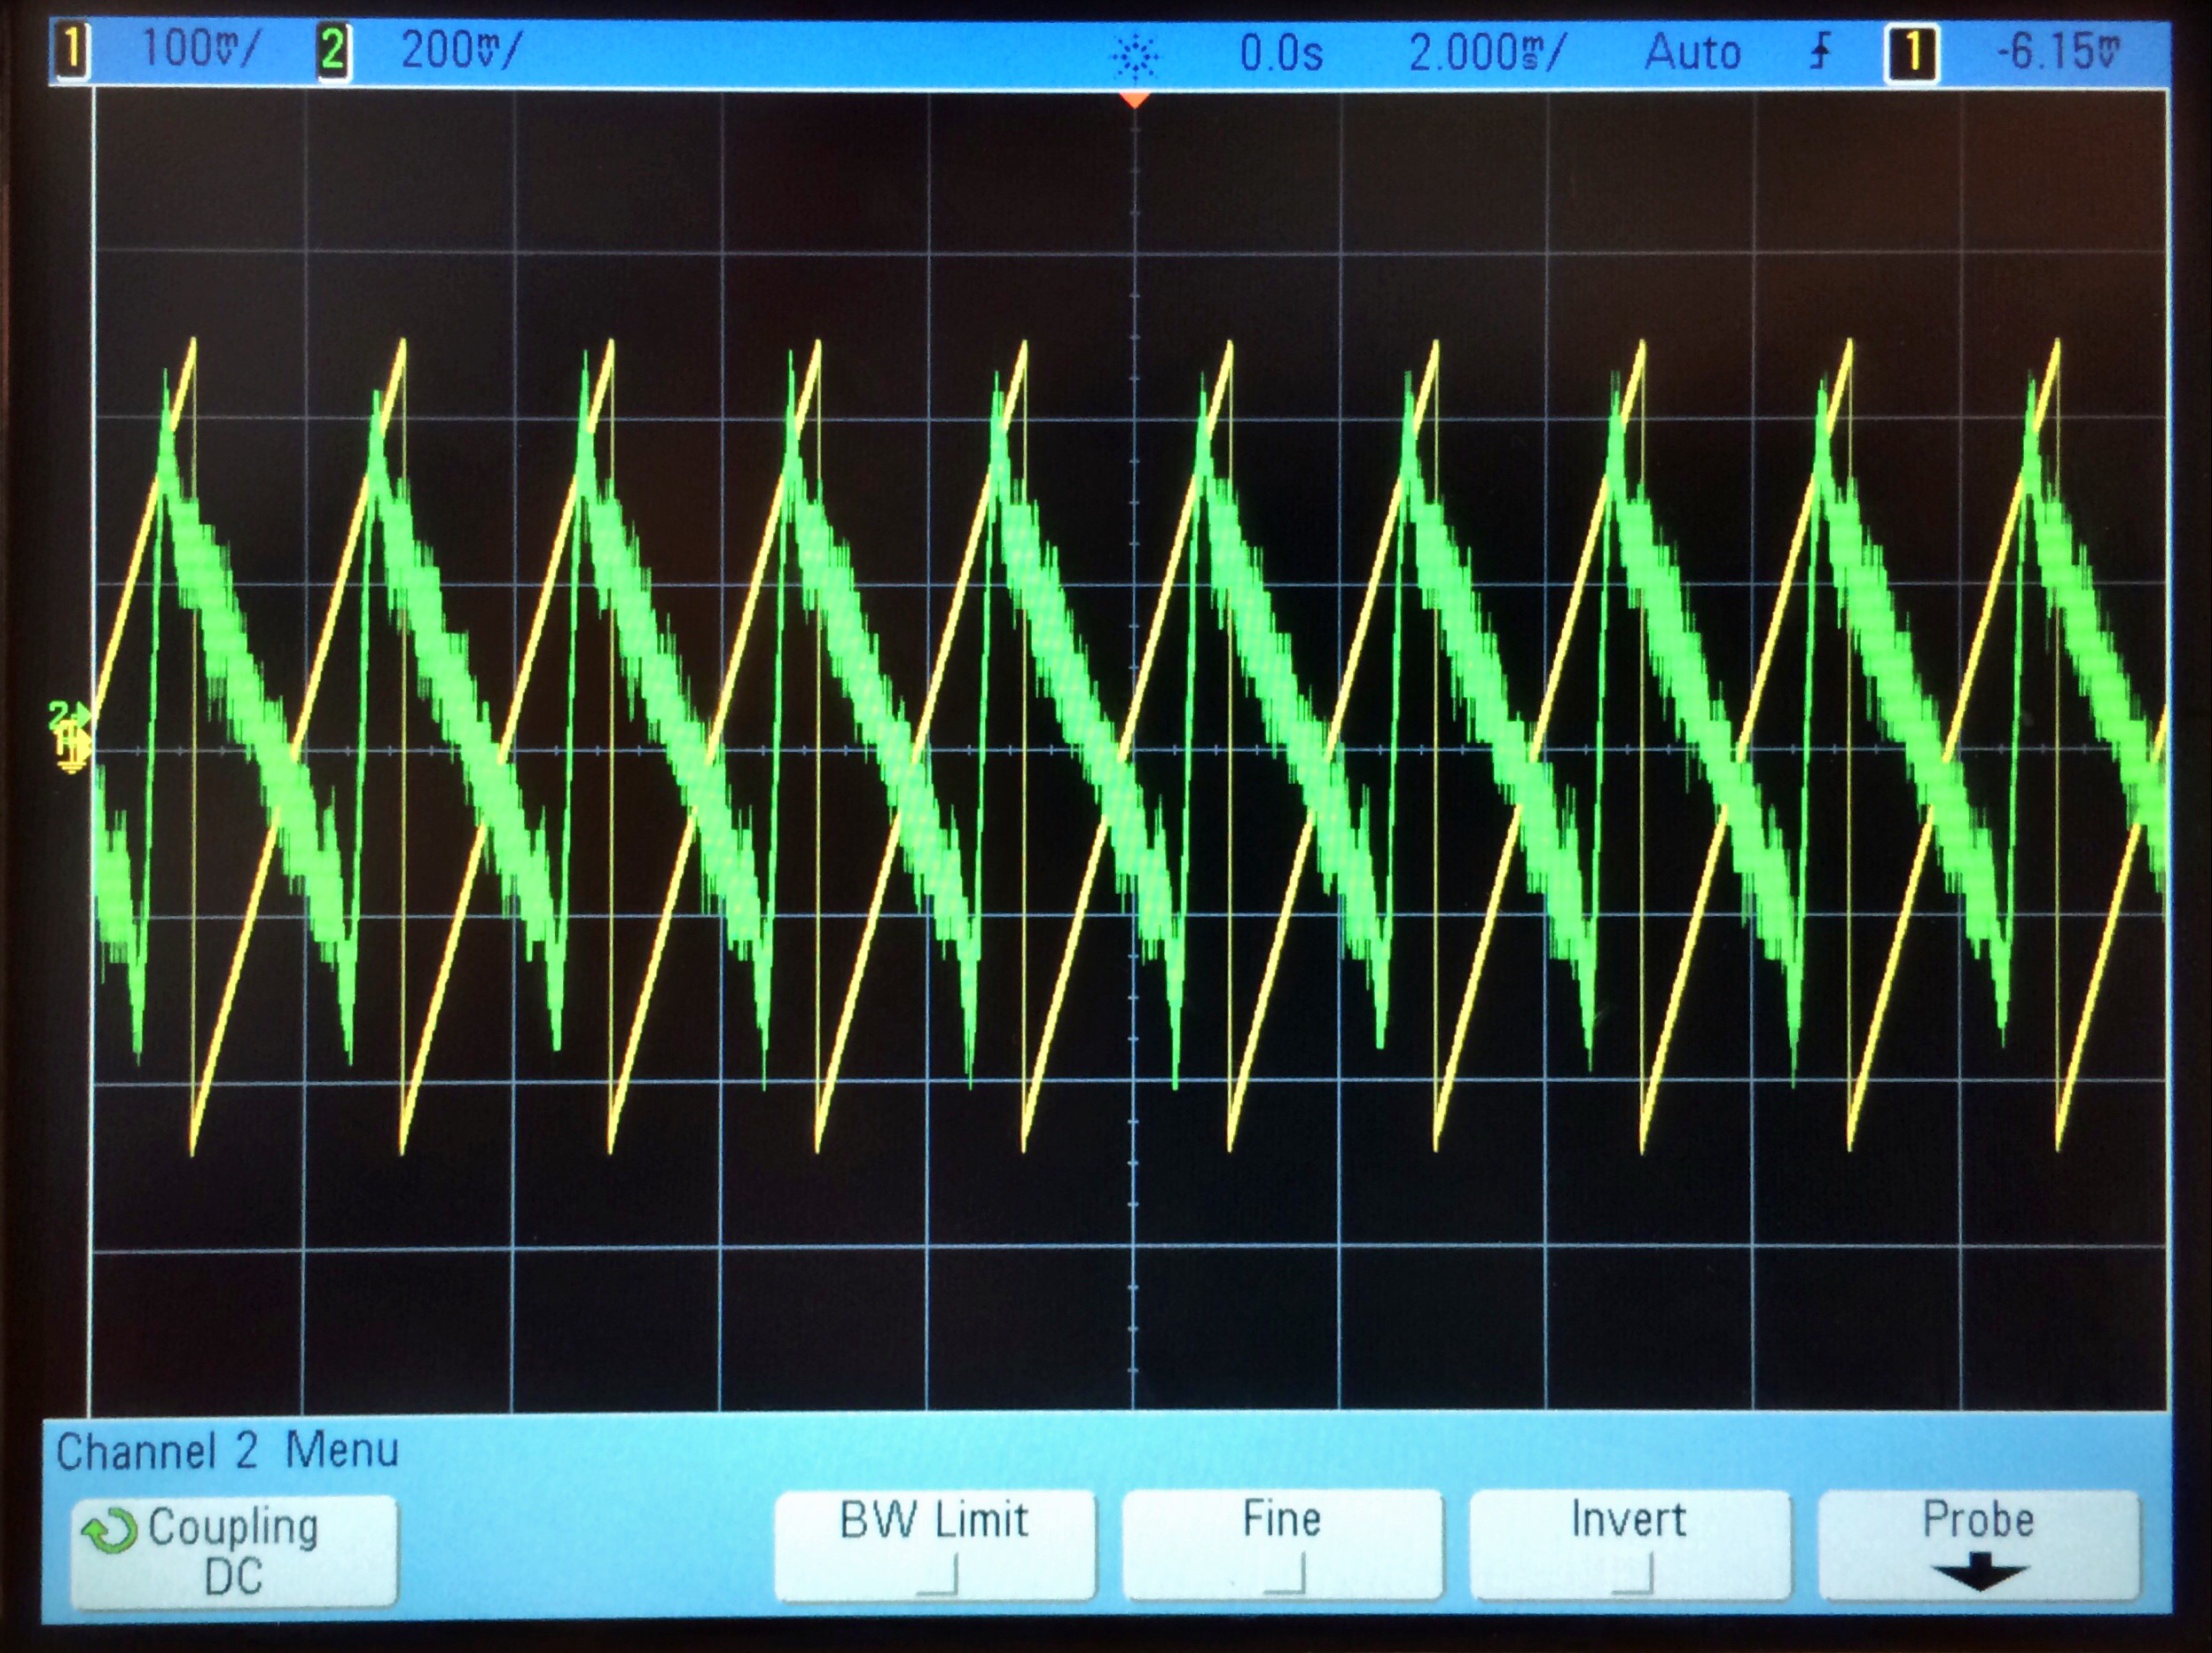 1 100mV/ 2 200mV/ 0.0s 2.000ms/ Auto 1 -6.15mV
2
Channel 2 Menu
Coupling BW Limit Fine Invert Probe
DC